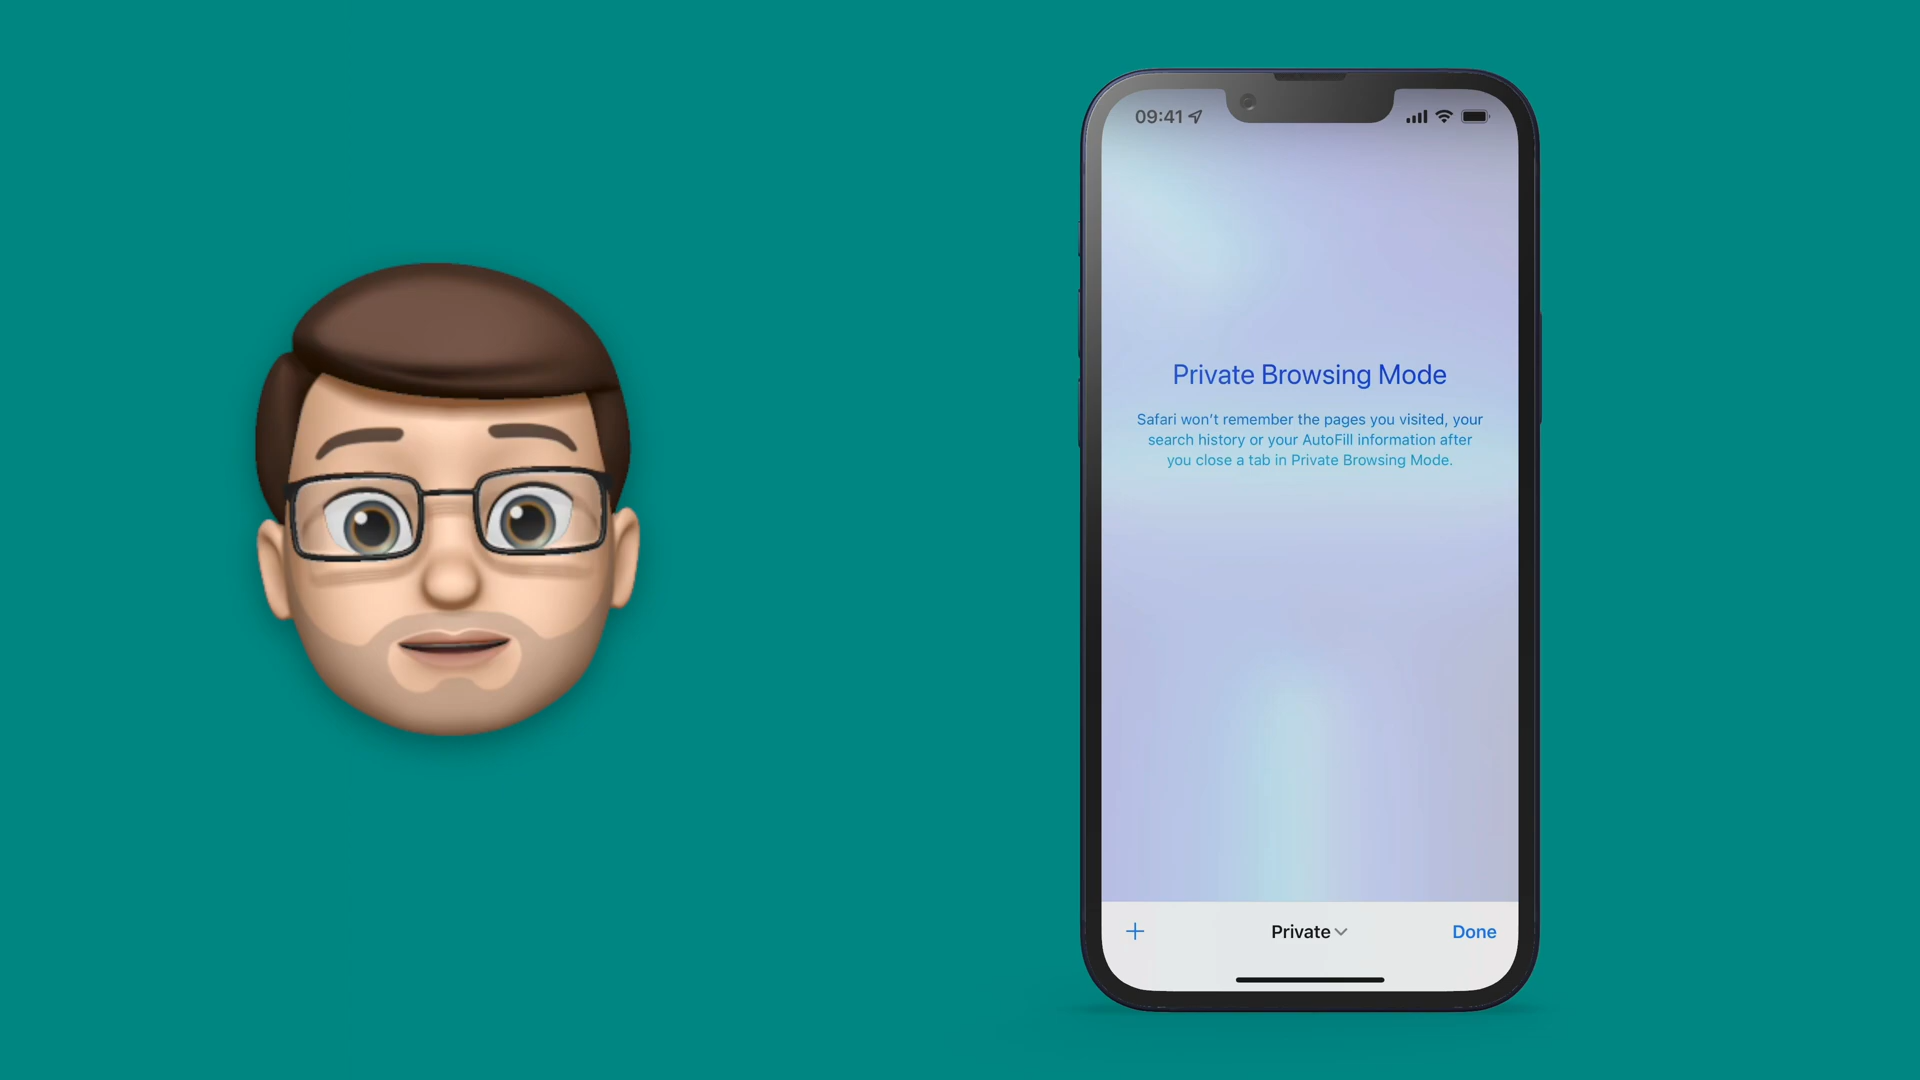 09:41
Private Browsing Mode
Safari won’t remember the pages you visited, your
search history or your AutoFill information after
you close a tab in Private Browsing Mode.
Private
Done